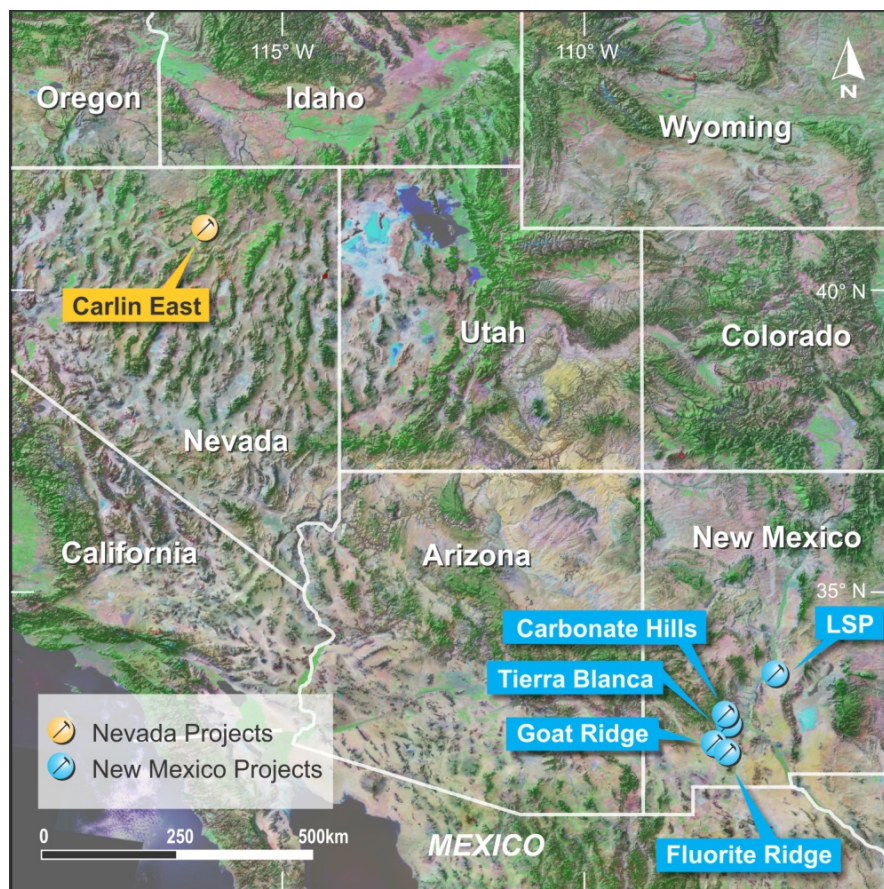 115° W
110° W
N
Oregon
Idaho
Wyoming
Carlin East
40° N
Utah
Colorado
Nevada
California
Arizona
New Mexico
35° N
Carbonate Hills
LSP
Tierra Blanca
Goat Ridge
Nevada Projects
New Mexico Projects
0 250 500km
MEXICO
Fluorite Ridge